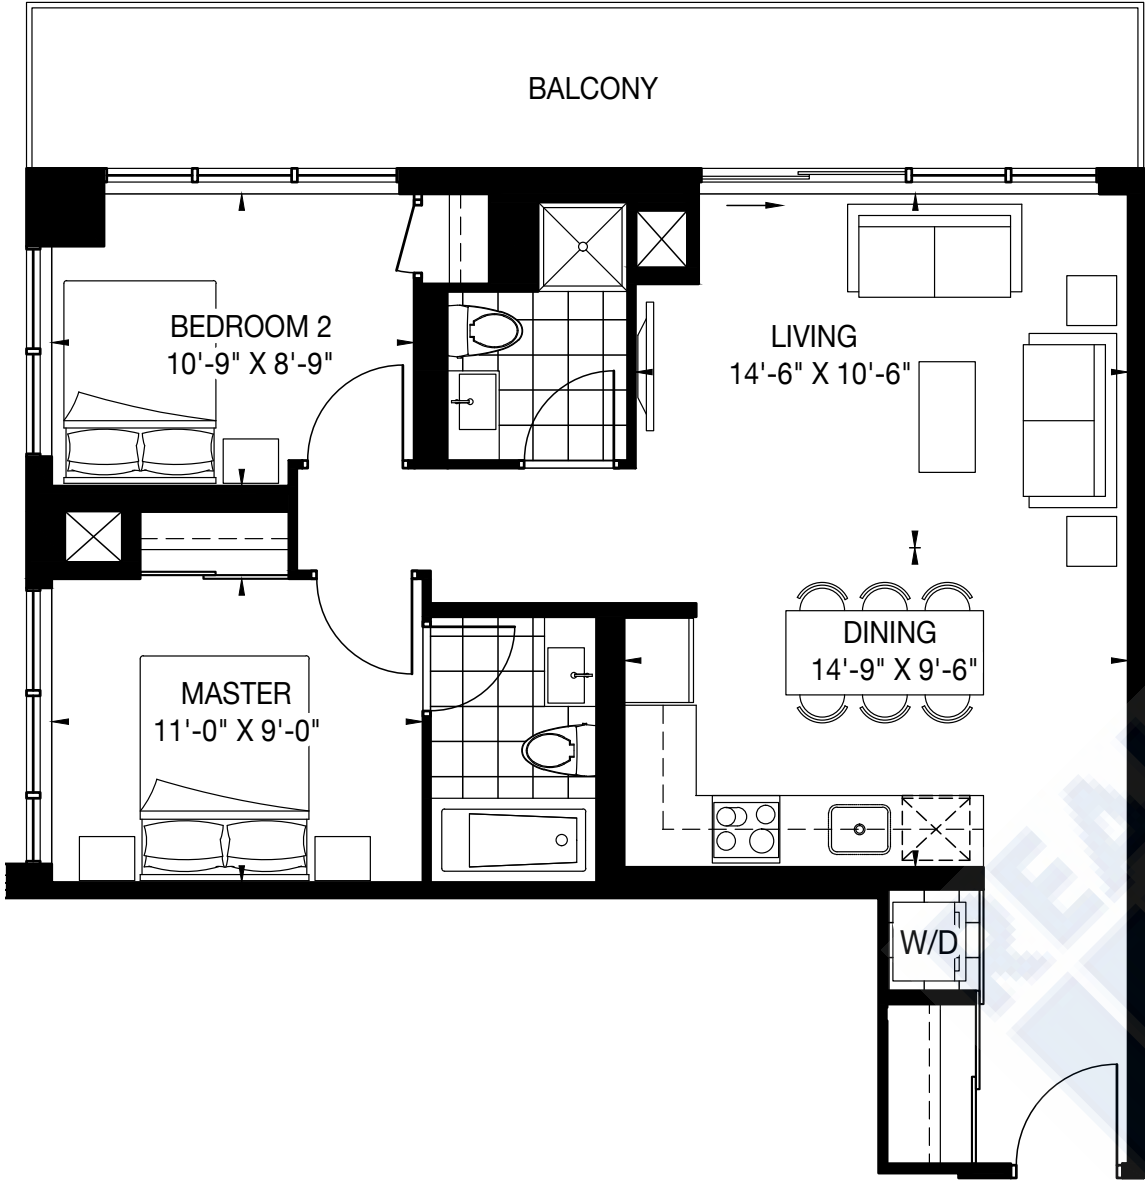 BALCONY
BEDROOM 2
10'-9" X 8'-9"
LIVING
14'-6" X 10'-6"
DINING
14'-9" X 9'-6"
MASTER
11'-0" X 9'-0"
W/D
REA